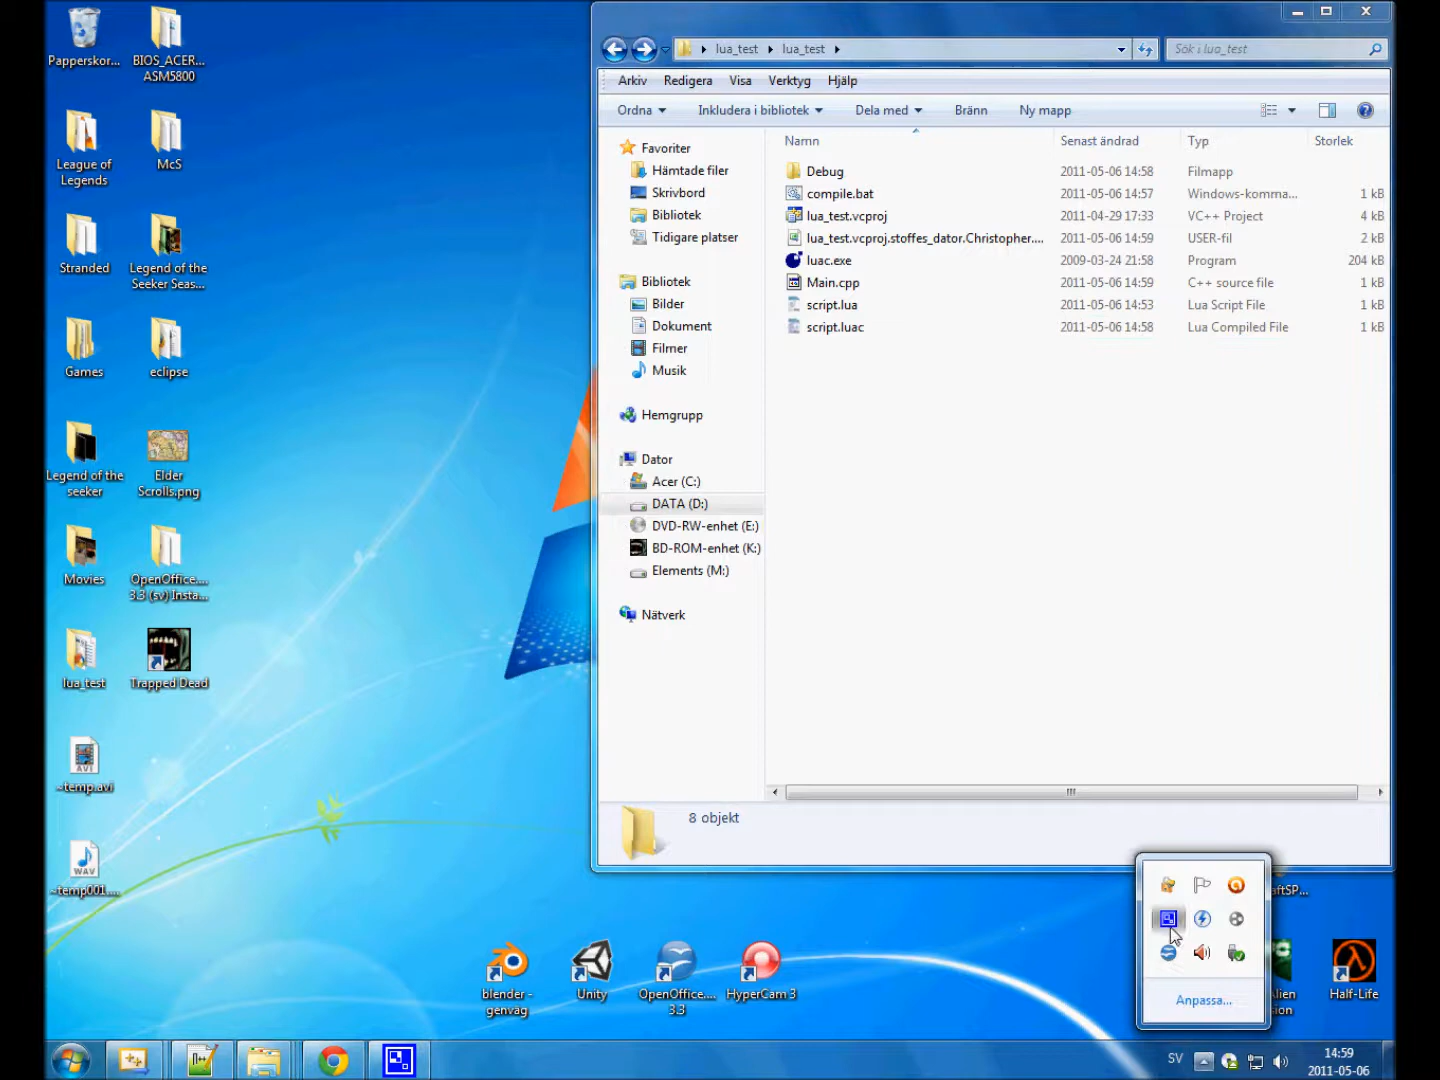 Papperskor...
BIOS_ACER...
ASM5800
League of
Legends
McS
Stranded
Legend of the
Seeker Seas...
Games
eclipse
Legend of the
seeker
Elder
Scrolls.png
Movies
OpenOffice....
3.3 (sv) Insta...
lua_test
Trapped Dead
~temp.avi
WAV
~temp001....
lua_test
lua_test
Sök i lua_test
Arkiv Redigera Visa Verktyg Hjälp
Ordna Inkludera i bibliotek Dela med Bränn Ny mapp
Favoriter
Hämtade filer
Skrivbord
Bibliotek
Tidigare platser
Bibliotek
Bilder
Dokument
Filmer
Musik
Hemgrupp
Dator
Acer (C:)
DATA (D:)
DVD-RW-enhet (E:)
BD-ROM-enhet (K:)
Elements (M:)
Nätverk
Namn Senast ändrad Typ Storlek
Debug 2011-05-06 14:58 Filmapp
compile.bat 2011-05-06 14:57 Windows-komma... 1 kB
lua_test.vcproj 2011-04-29 17:33 VC++ Project 4 kB
lua_test.vcproj.stoffes_dator.Christopher.... 2011-05-06 14:59 USER-fil 2 kB
luac.exe 2009-03-24 21:58 Program 204 kB
Main.cpp 2011-05-06 14:59 C++ source file 1 kB
script.lua 2011-05-06 14:53 Lua Script File 1 kB
script.luac 2011-05-06 14:58 Lua Compiled File 1 kB
8 objekt
Anpassa...
blender -
genväg
Unity
OpenOffice....
3.3
HyperCam 3
Half-Life
SV
14:59
2011-05-06